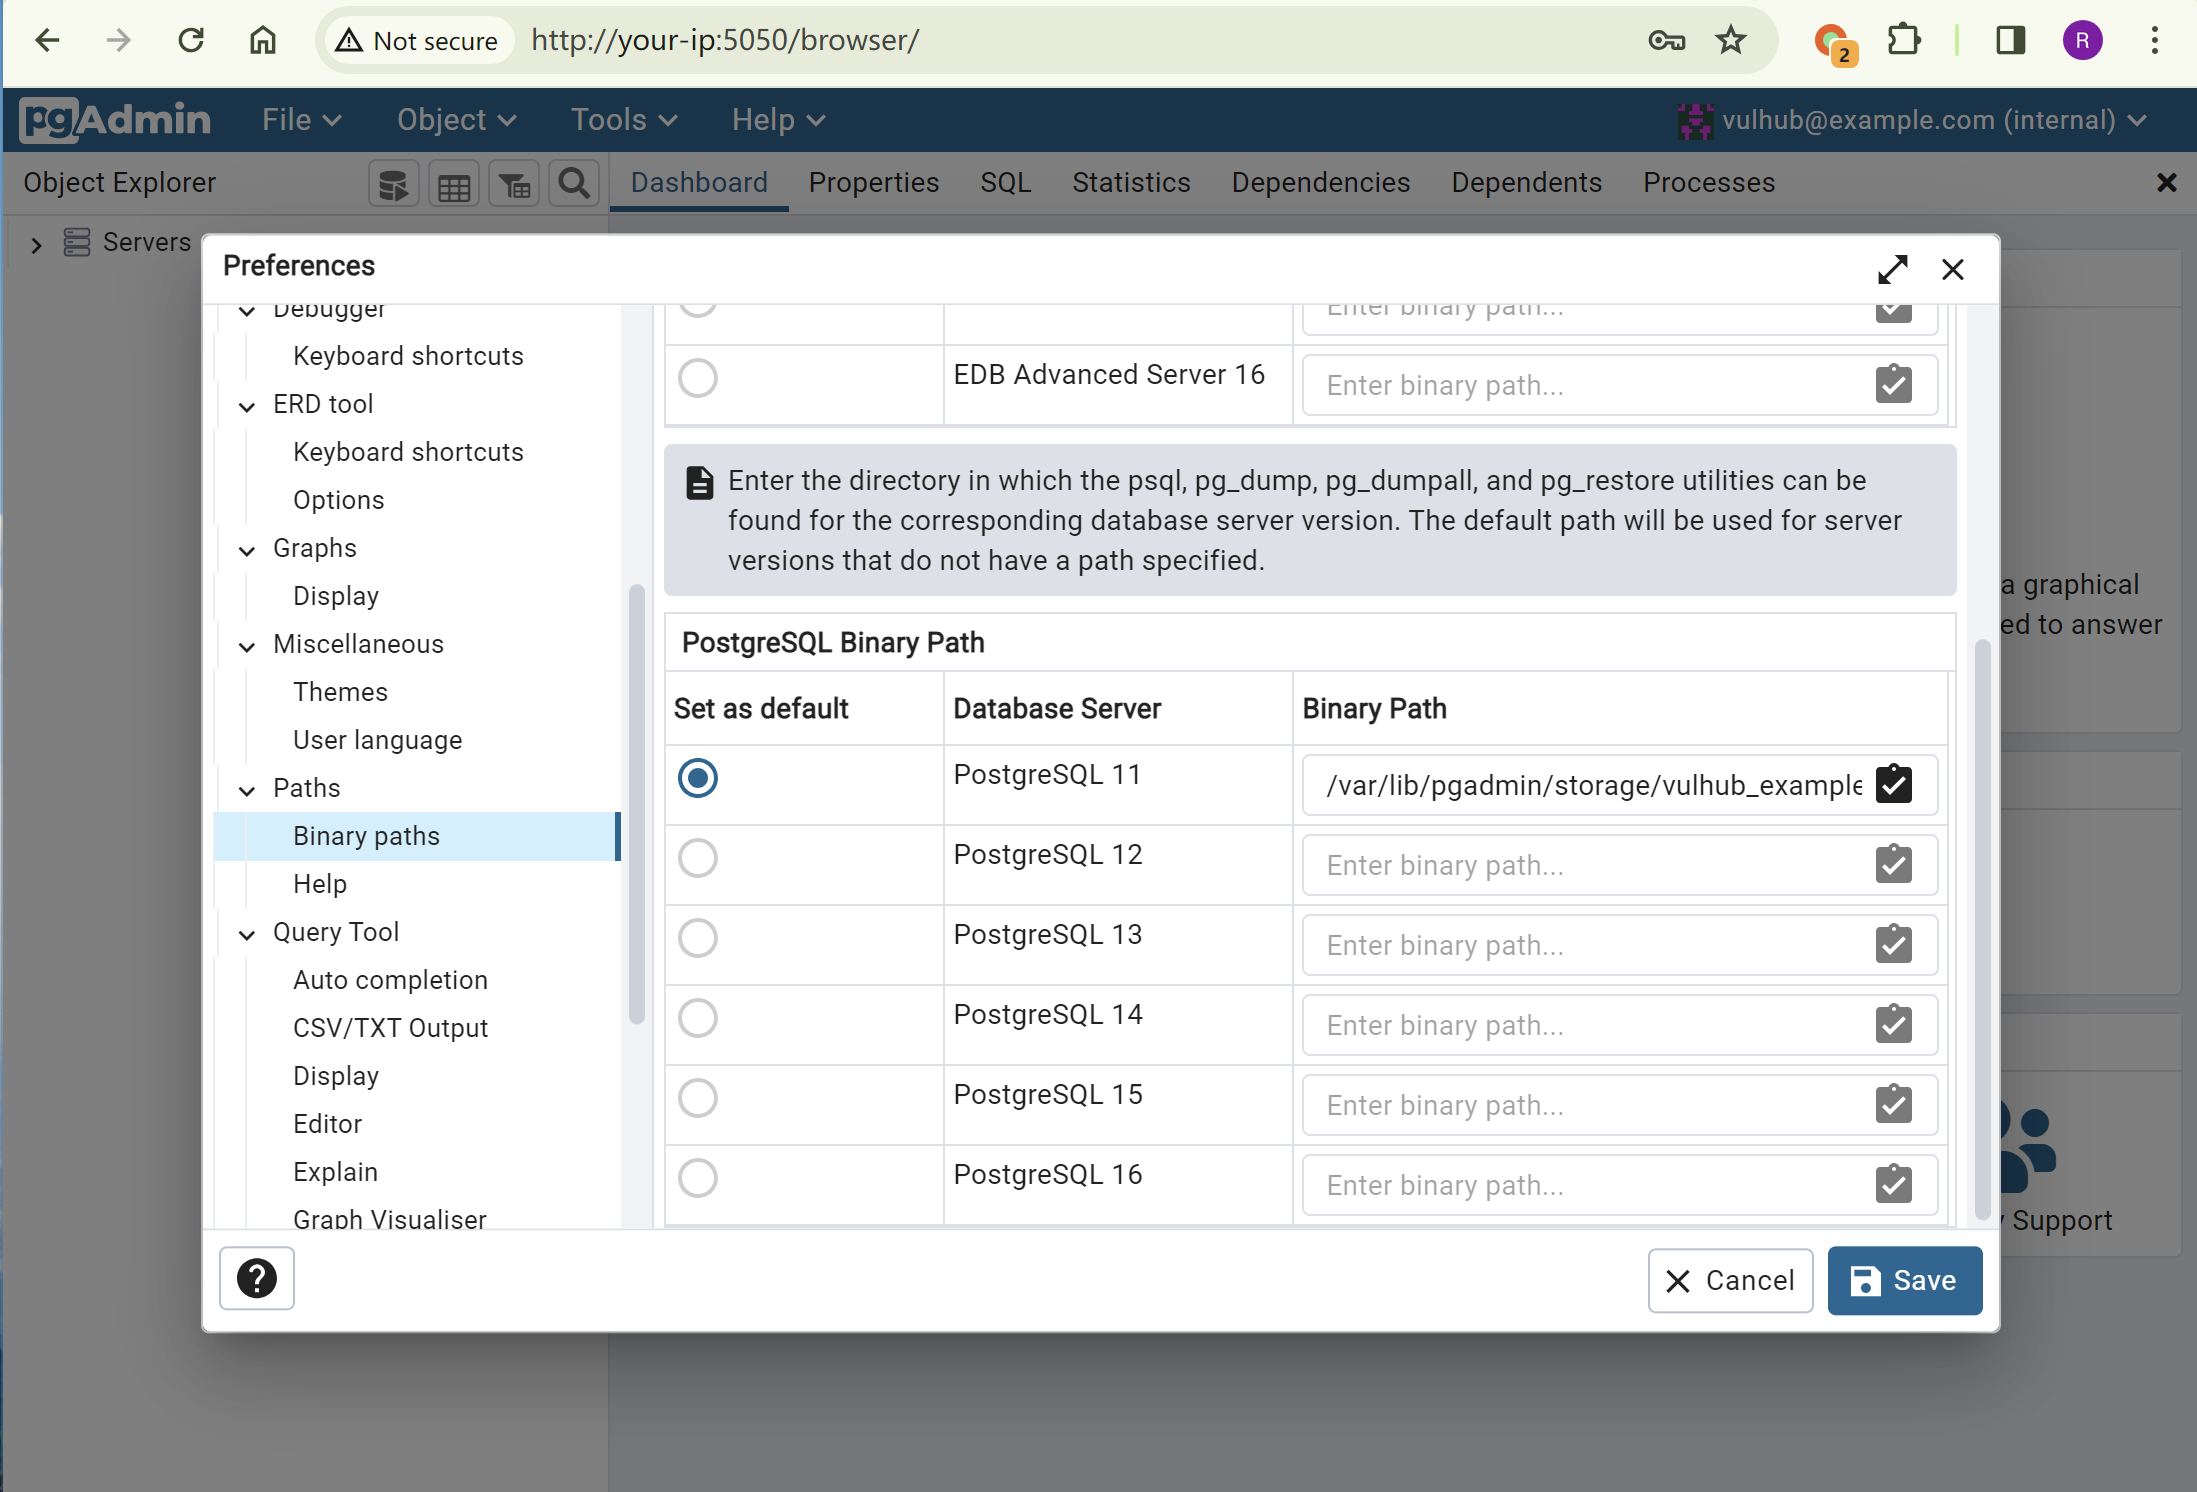 Not secure http://your-ip:5050/browser/ 2 R
pgAdmin File Object Tools Help vulhub@example.com (internal)
Object Explorer Dashboard Properties SQL Statistics Dependencies Dependents Processes
Servers
Preferences
Debugger
Keyboard shortcuts
ERD tool
Keyboard shortcuts
Options
Graphs
Display
Miscellaneous
Themes
User language
Paths
Binary paths
Help
Query Tool
Auto completion
CSV/TXT Output
Display
Editor
Explain
Graph Visualiser
Enter binary path...
EDB Advanced Server 16 Enter binary path...
Enter the directory in which the psql, pg_dump, pg_dumpall, and pg_restore utilities can be
found for the corresponding database server version. The default path will be used for server
versions that do not have a path specified.
PostgreSQL Binary Path
Set as default Database Server Binary Path
PostgreSQL 11 /var/lib/pgadmin/storage/vulhub_example
PostgreSQL 12 Enter binary path...
PostgreSQL 13 Enter binary path...
PostgreSQL 14 Enter binary path...
PostgreSQL 15 Enter binary path...
PostgreSQL 16 Enter binary path...
a graphical
ed to answer
Support
? Cancel Save